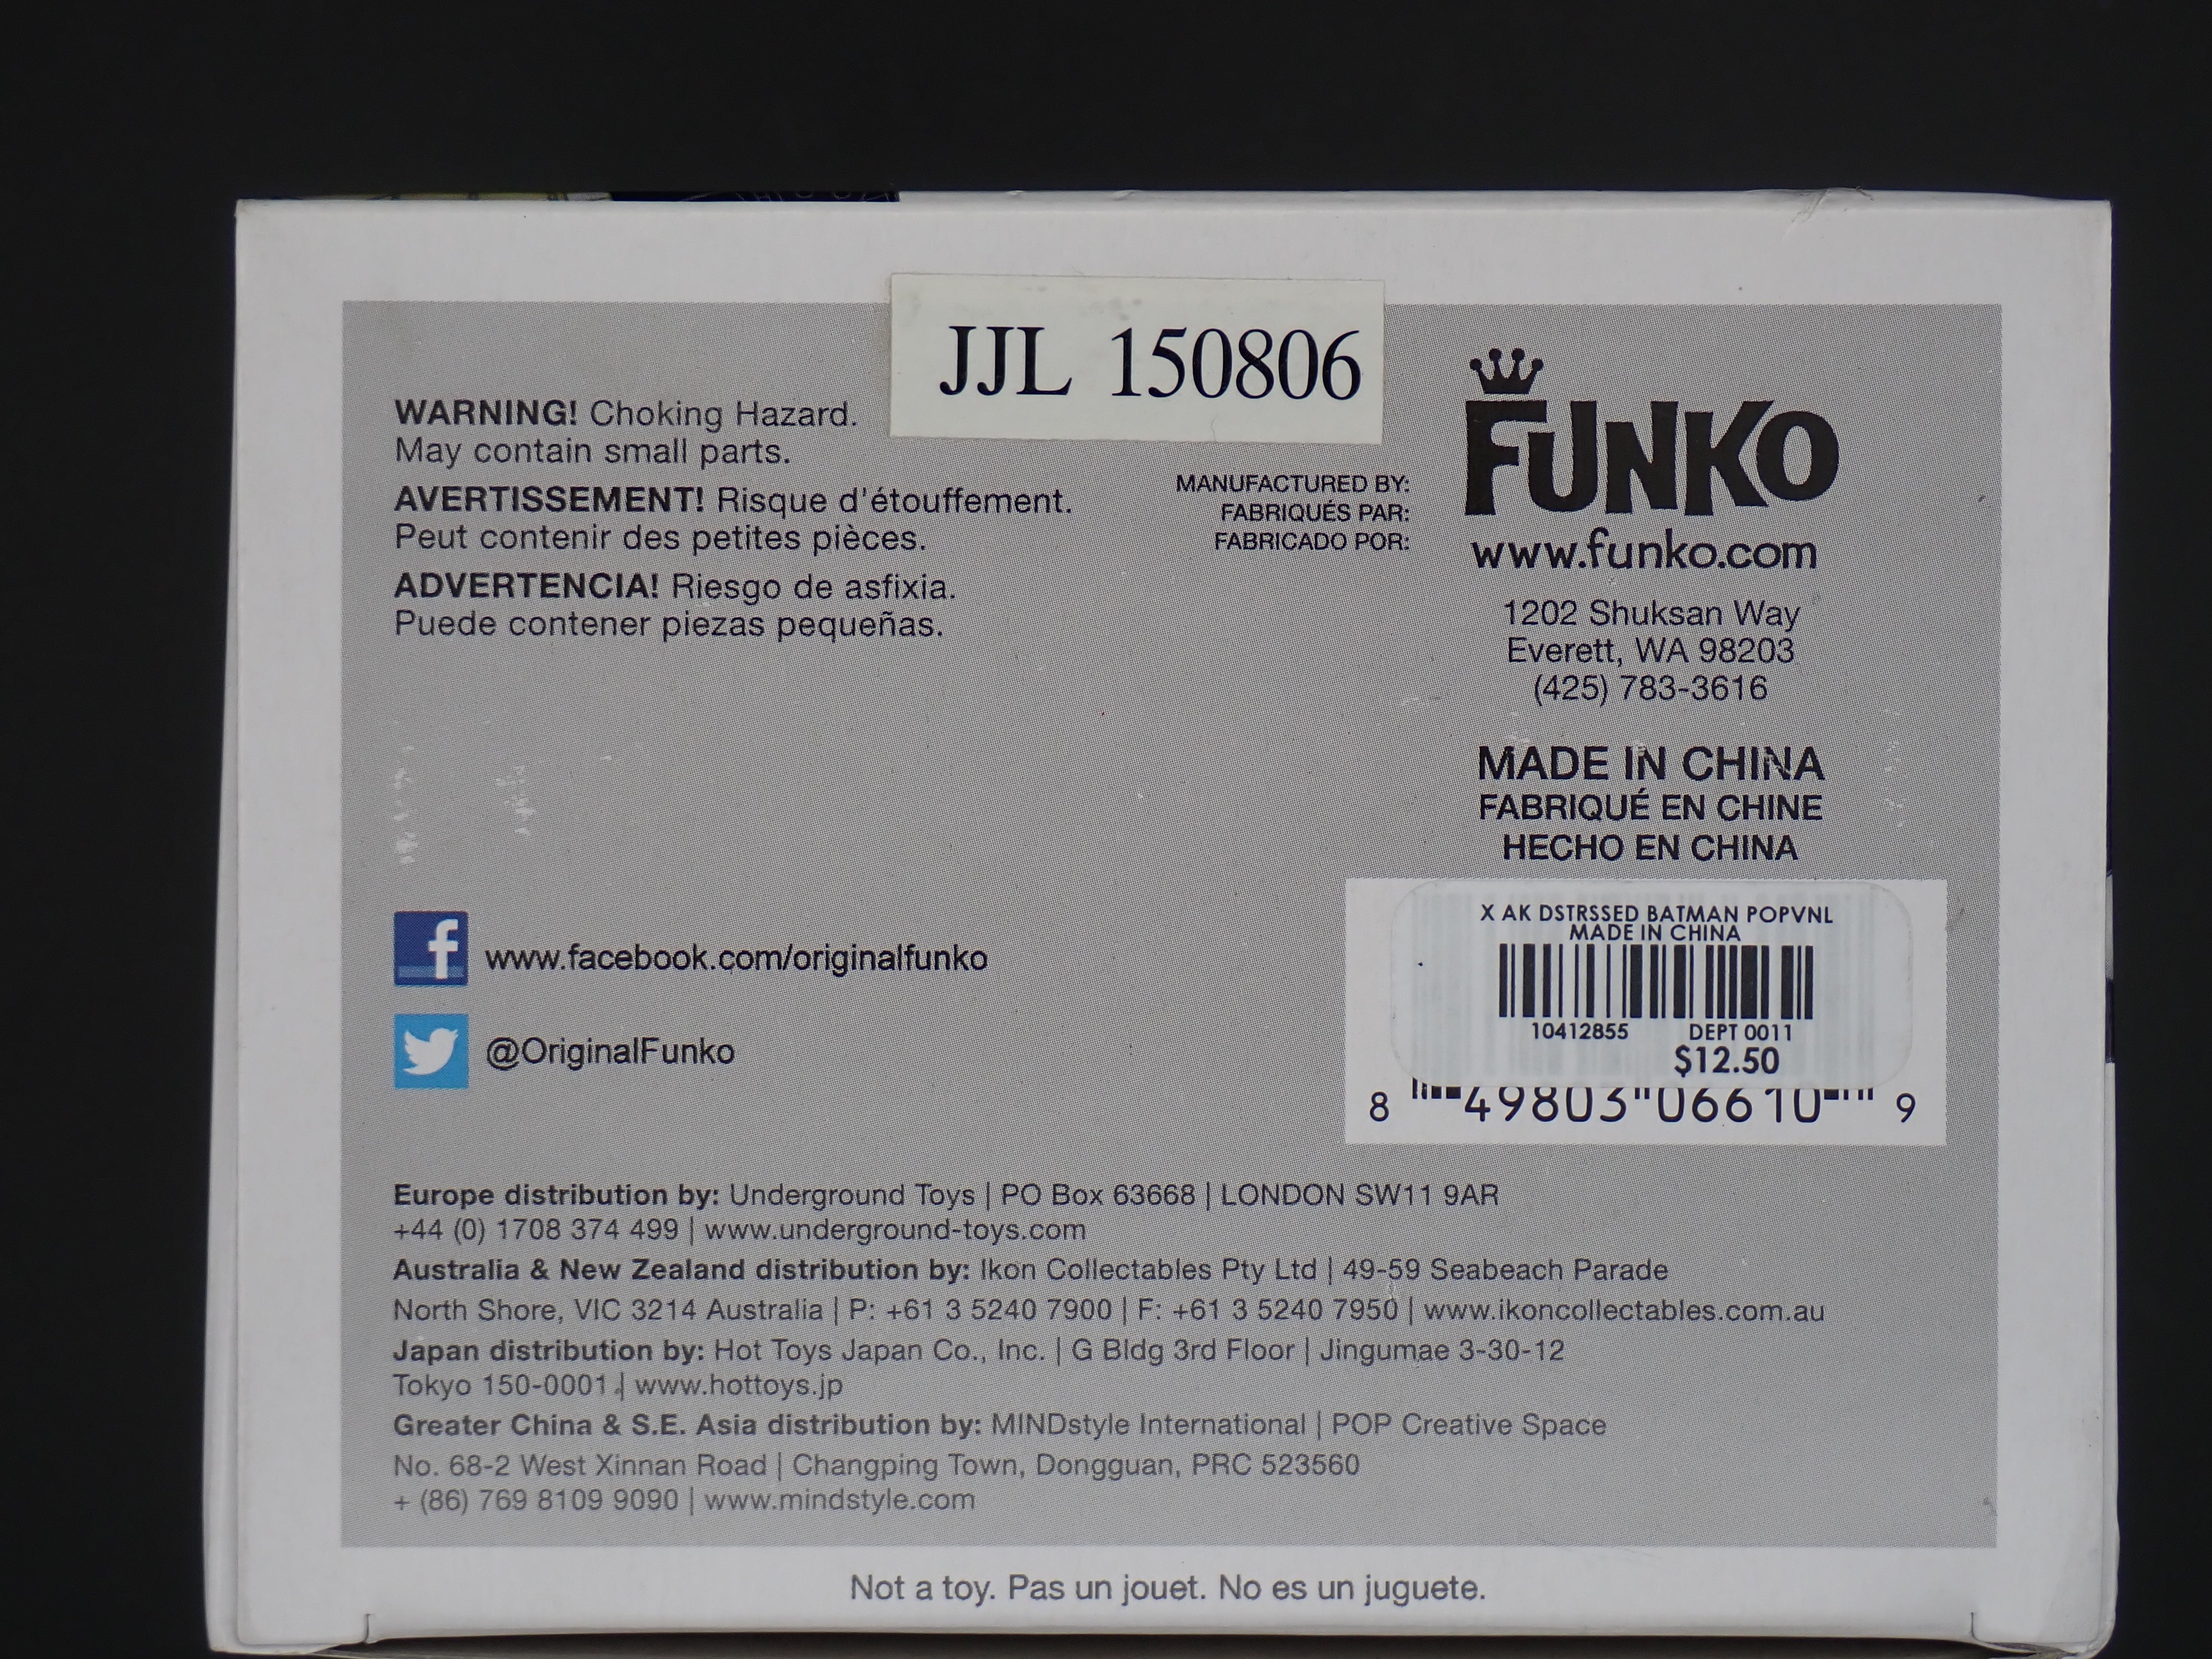 JJL 150806
WARNING! Choking Hazard.
May contain small parts.
AVERTISSEMENT! Risque d'étouffement.
Peut contenir des petites pièces.
ADVERTENCIA! Riesgo de asfixia.
Puede contener piezas pequeñas.
MANUFACTURED BY:
FABRIQUÉS PAR:
FABRICADO POR:
FUNKO
www.funko.com
1202 Shuksan Way
Everett, WA 98203
(425) 783-3616
MADE IN CHINA
FABRIQUÉ EN CHINE
HECHO EN CHINA
f www.facebook.com/originalfunko
@OriginalFunko
X AK DSTRSSED BATMAN POPVNL
MADE IN CHINA
10412855 DEPT 0011
$12.50
8 49803 06610 9
Europe distribution by: Underground Toys | PO Box 63668 | LONDON SW11 9AR
+44 (0) 1708 374 499 | www.underground-toys.com
Australia & New Zealand distribution by: Ikon Collectables Pty Ltd | 49-59 Seabeach Parade
North Shore, VIC 3214 Australia | P: +61 3 5240 7900 | F: +61 3 5240 7950 | www.ikoncollectables.com.au
Japan distribution by: Hot Toys Japan Co., Inc. | G Bldg 3rd Floor | Jingumae 3-30-12
Tokyo 150-0001 | www.hottoys.jp
Greater China & S.E. Asia distribution by: MINDstyle International | POP Creative Space
No. 68-2 West Xinnan Road | Changping Town, Dongguan, PRC 523560
+ (86) 769 8109 9090 | www.mindstyle.com
Not a toy. Pas un jouet. No es un juguete.